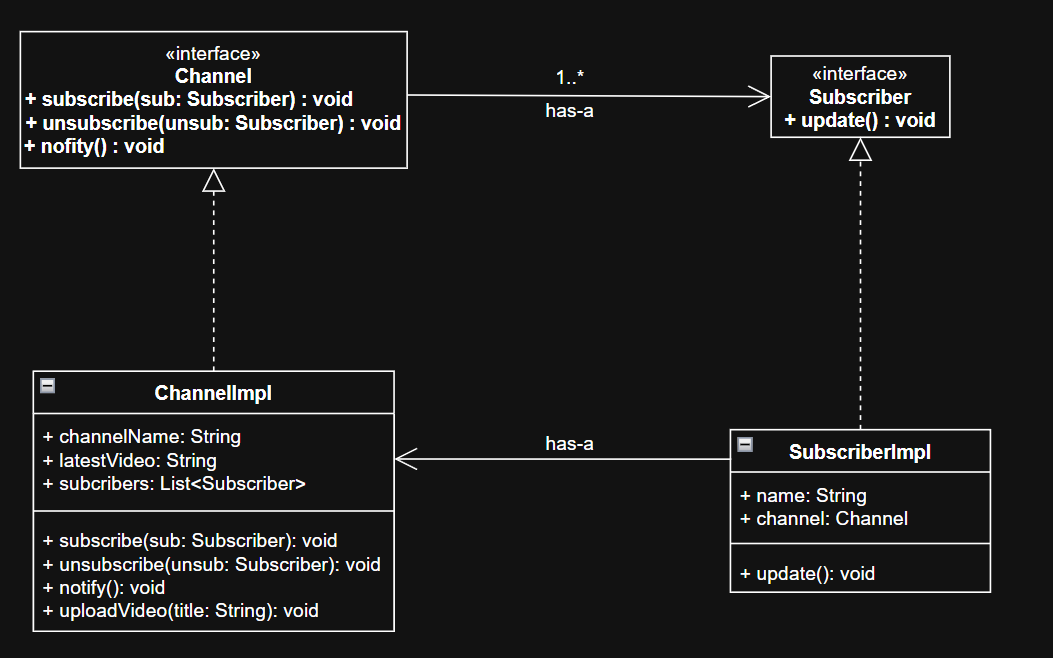 «interface»
Channel
+ subscribe(sub: Subscriber) : void
+ unsubscribe(unsub: Subscriber) : void
+ nofity() : void
1..*
has-a
«interface»
Subscriber
+ update() : void
ChannelImpl
+ channelName: String
+ latestVideo: String
+ subcribers: List<Subscriber>
+ subscribe(sub: Subscriber): void
+ unsubscribe(unsub: Subscriber): void
+ notify(): void
+ uploadVideo(title: String): void
has-a
SubscriberImpl
+ name: String
+ channel: Channel
+ update(): void